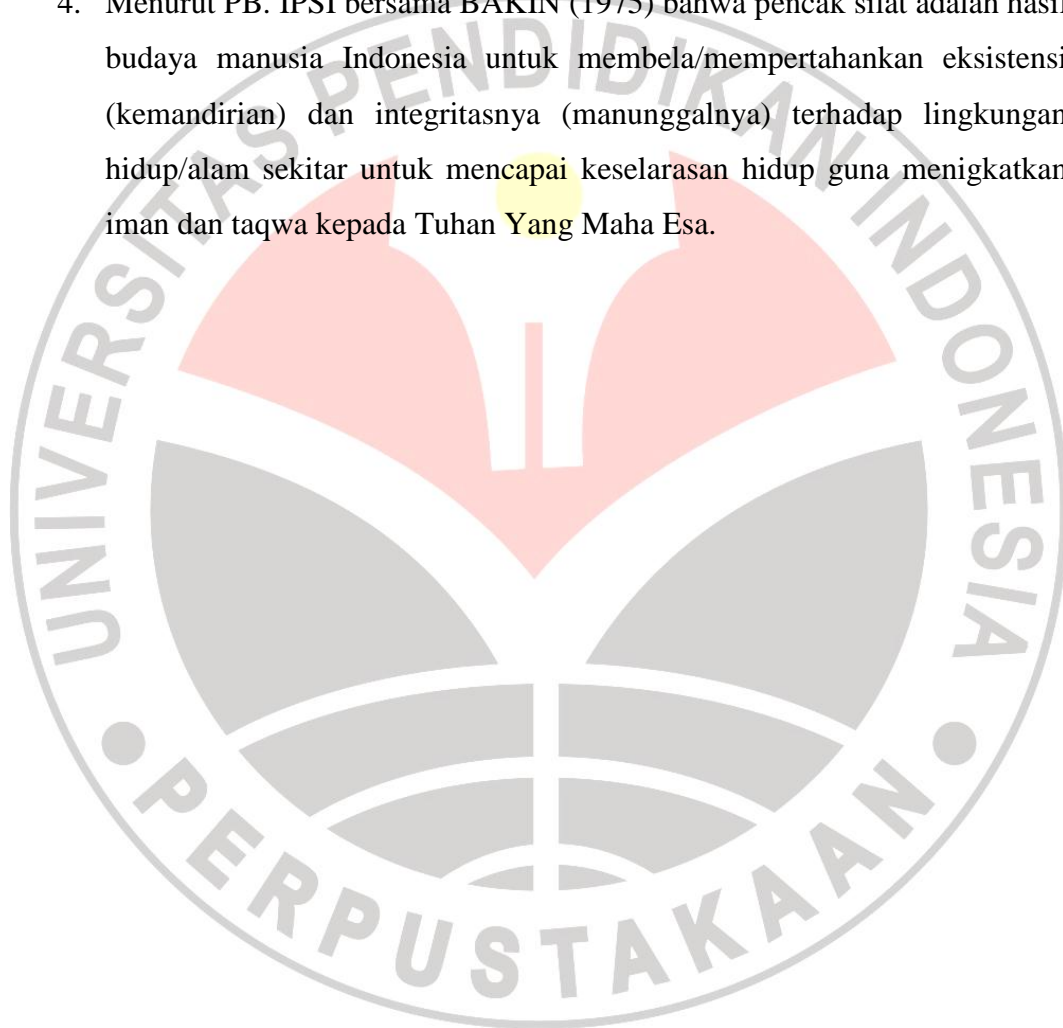 4. Menurut PB. IPSI bersama BAKIN (1975) bahwa pencak silat adalah hasil
budaya manusia Indonesia untuk membela/mempertahankan eksistensi
(kemandirian) dan integritasnya (manunggalnya) terhadap lingkungan
hidup/alam sekitar untuk mencapai keselarasan hidup guna menigkatkan
iman dan taqwa kepada Tuhan Yang Maha Esa.
UNIVERSITAS PENDIDIKAN INDONESIA
PERPUSTAKAAN